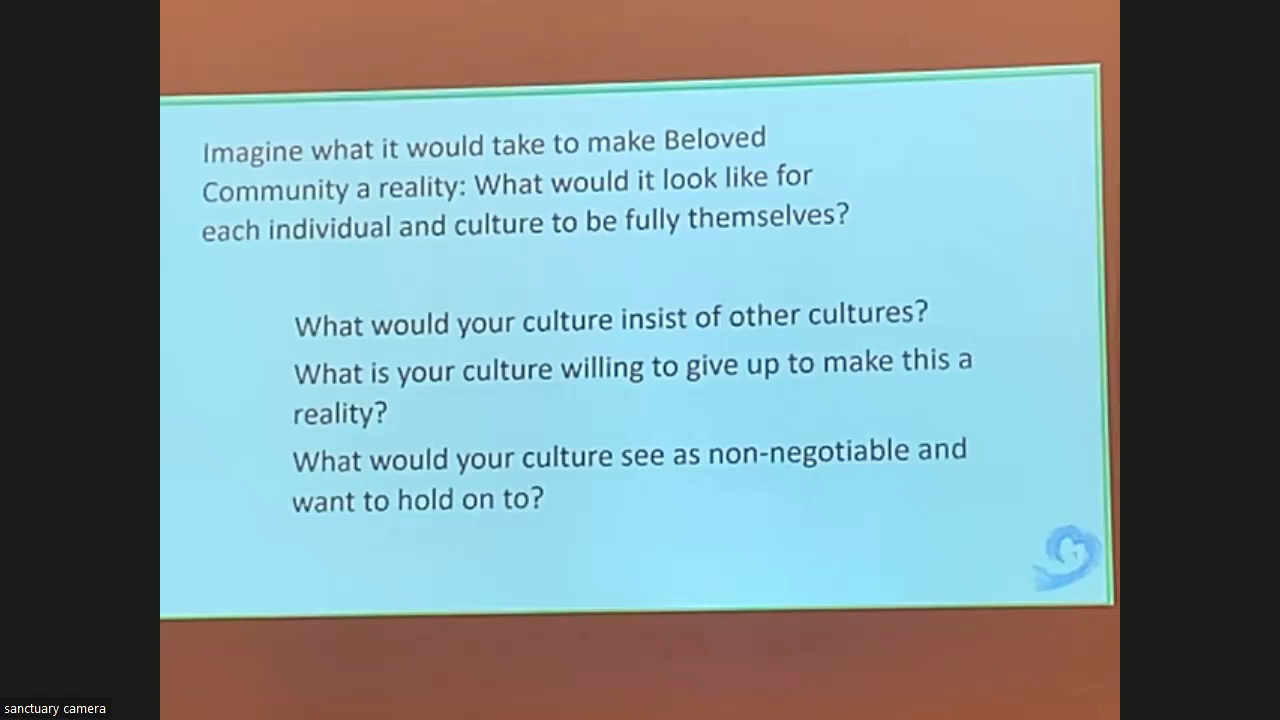 Imagine what it would take to make Beloved
Community a reality: What would it look like for
each individual and culture to be fully themselves?
What would your culture insist of other cultures?
What is your culture willing to give up to make this a
reality?
What would your culture see as non-negotiable and
want to hold on to?
sanctuary camera